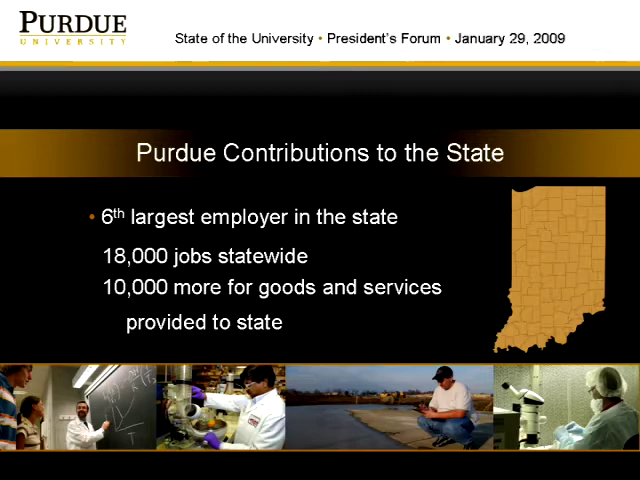 PURDUE
UNIVERSITY
State of the University • President's Forum • January 29, 2009
Purdue Contributions to the State
• 6th largest employer in the state
18,000 jobs statewide
10,000 more for goods and services
provided to state